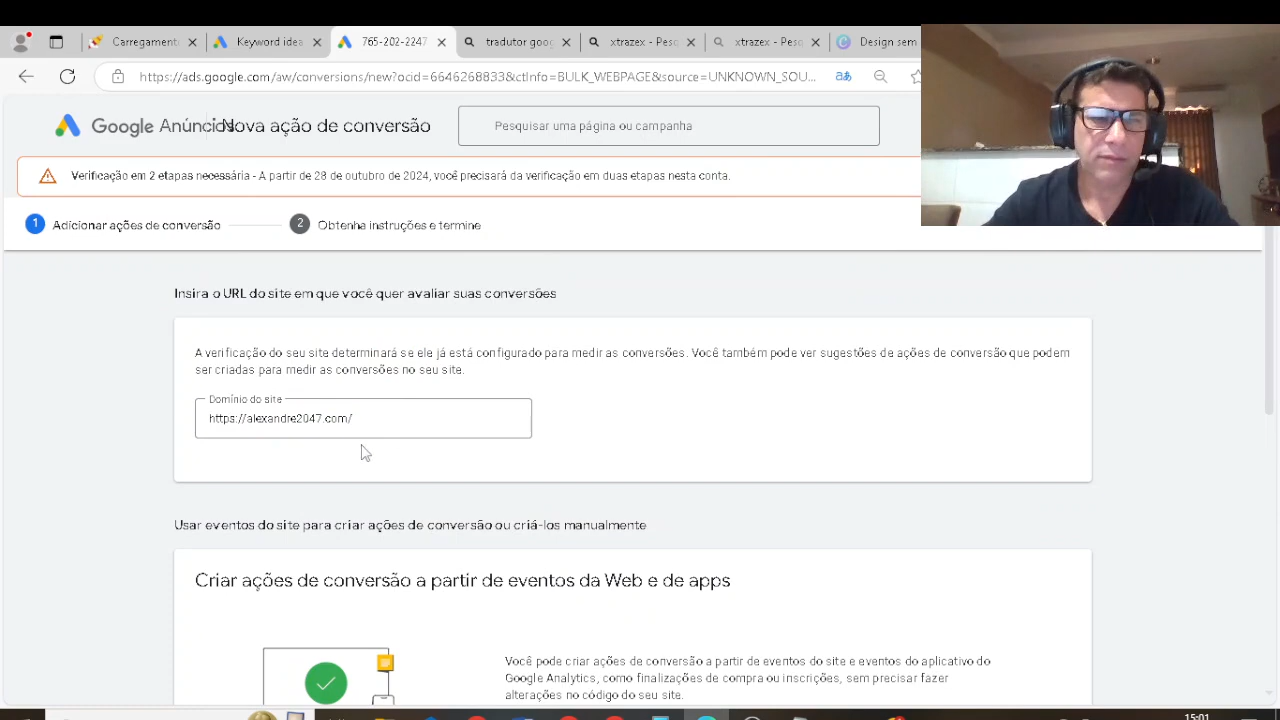 Carregament
Keyword idea
765-202-2247
tradutor goog
xtrazex - Pesq
xtrazex - Pesq
Design sem
https://ads.google.com/aw/conversions/new?ocid=6646268833&ctInfo=BULK_WEBPAGE&source=UNKNOWN_SOU...
Google Anúncios
Nova ação de conversão
Pesquisar uma página ou campanha
Verificação em 2 etapas necessária - A partir de 28 de outubro de 2024, você precisará da verificação em duas etapas nesta conta.
1 Adicionar ações de conversão
2 Obtenha instruções e termine
Insira o URL do site em que você quer avaliar suas conversões
A verificação do seu site determinará se ele já está configurado para medir as conversões. Você também pode ver sugestões de ações de conversão que podem
ser criadas para medir as conversões no seu site.
Domínio do site
https://alexandre2047.com/
Usar eventos do site para criar ações de conversão ou criá-los manualmente
Criar ações de conversão a partir de eventos da Web e de apps
Você pode criar ações de conversão a partir de eventos do site e eventos do aplicativo do
Google Analytics, como finalizações de compra ou inscrições, sem precisar fazer
alterações no código do seu site.
15:01